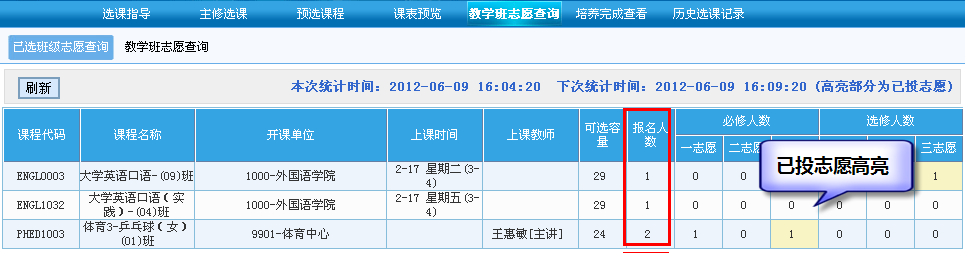 选课指导 主修选课 预选课程 课表预览 教学班志愿查询 培养完成查看 历史选课记录
已选班级志愿查询 教学班志愿查询
刷新 本次统计时间：2012-06-09 16:04:20 下次统计时间：2012-06-09 16:09:20 (高亮部分为已投志愿)
课程代码 课程名称 开课单位 上课时间 上课教师 可选容量 报名人数 必修人数 选修人数
一志愿 二志愿 三志愿
ENGL0003 大学英语口语-(09)班 1000-外国语学院 2-17 星期二(3-4) 29 1 0 0 1
ENGL1032 大学英语口语（实践）-(04)班 1000-外国语学院 2-17 星期五(3-4) 29 1 0 0 0 0 0 0
PHED1003 体育3-乒乓球（女）(01)班 9901-体育中心 王惠敏[主讲] 24 2 1 0 1 0 0 0
已投志愿高亮